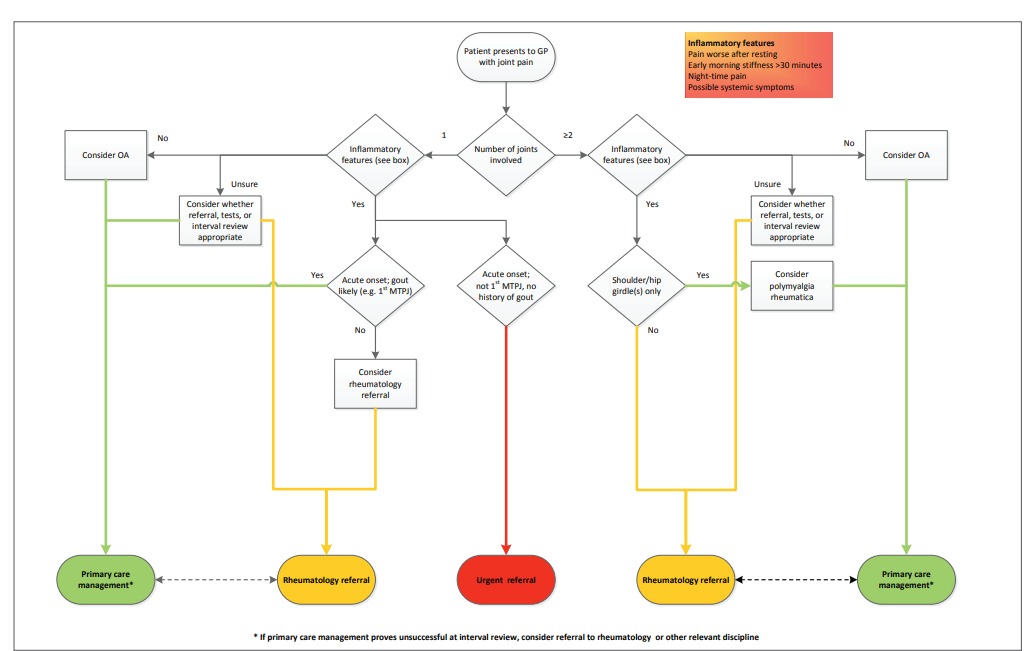 Patient presents to GP
with joint pain
Inflammatory features
Pain worse after resting
Early morning stiffness >30 minutes
Night-time pain
Possible systemic symptoms
No
Consider OA
Inflammatory
features (see box)
1
Number of joints
involved
≥2
Inflammatory
features (see box)
No
Consider OA
Unsure
Consider whether
referral, tests, or
interval review
appropriate
Yes
Yes
Unsure
Consider whether
referral, tests, or
interval review
appropriate
Yes
Acute onset; gout
likely (e.g. 1st MTPJ)
Acute onset;
not 1st MTPJ, no
history of gout
Shoulder/hip
girdle(s) only
Yes
Consider
polymyalgia
rheumatica
No
No
Consider
rheumatology
referral
Primary care
management*
Rheumatology referral
Urgent referral
Rheumatology referral
Primary care
management*
* If primary care management proves unsuccessful at interval review, consider referral to rheumatology or other relevant discipline